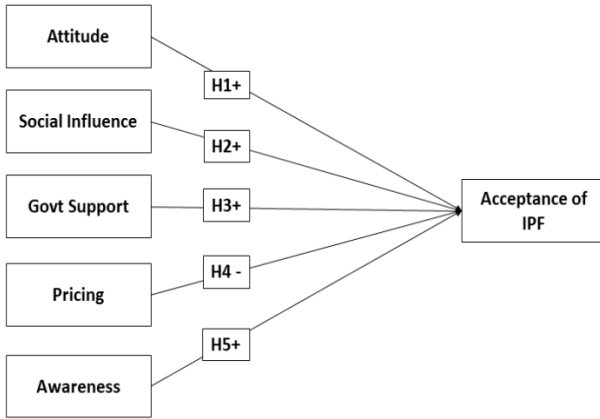 Attitude
H1+
Social Influence
H2+
Govt Support
H3+
Acceptance of
IPF
H4 -
Pricing
H5+
Awareness